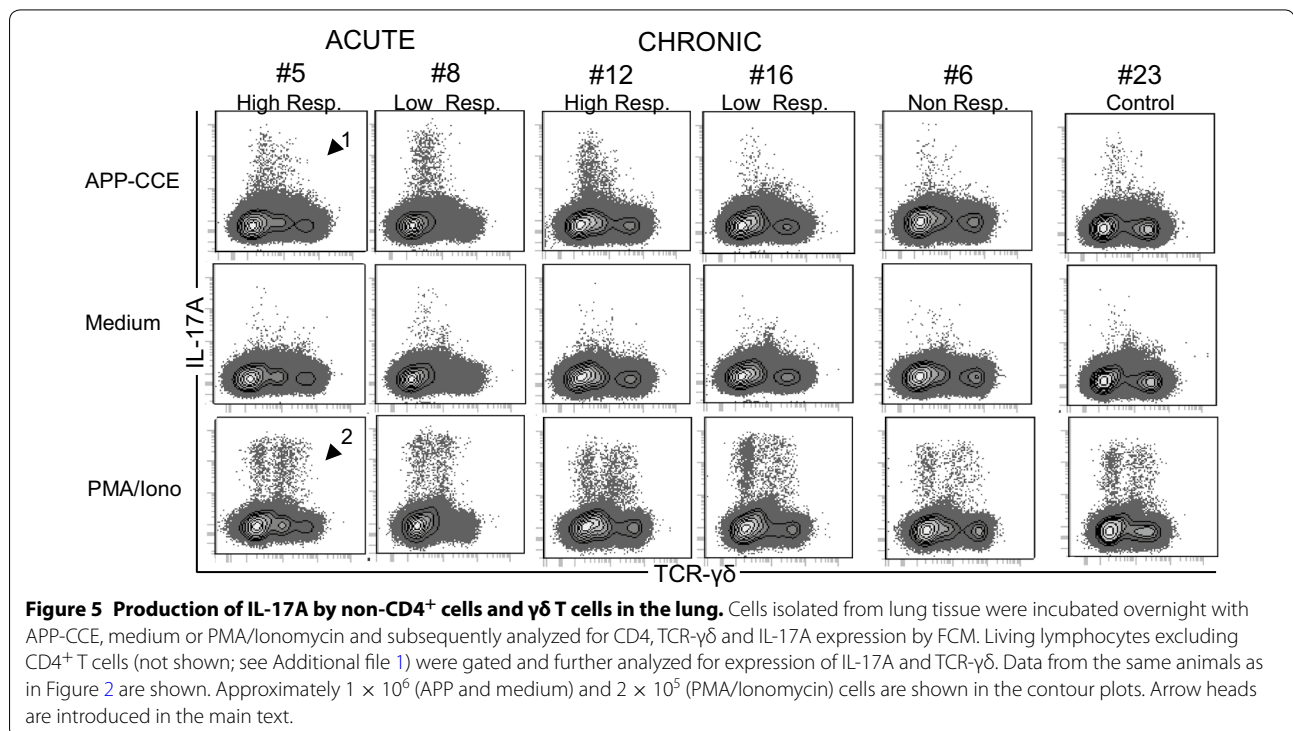 ACUTE CHRONIC
#5 #8 #12 #16 #6 #23
High Resp. Low Resp. High Resp. Low Resp. Non Resp. Control
APP-CCE
1
Medium
IL-17A
PMA/Iono
2
TCR-γδ
Figure 5 Production of IL-17A by non-CD4⁺ cells and γδ T cells in the lung. Cells isolated from lung tissue were incubated overnight with
APP-CCE, medium or PMA/Ionomycin and subsequently analyzed for CD4, TCR-γδ and IL-17A expression by FCM. Living lymphocytes excluding
CD4⁺ T cells (not shown; see Additional file 1) were gated and further analyzed for expression of IL-17A and TCR-γδ. Data from the same animals as
in Figure 2 are shown. Approximately 1 × 10⁶ (APP and medium) and 2 × 10⁵ (PMA/Ionomycin) cells are shown in the contour plots. Arrow heads
are introduced in the main text.